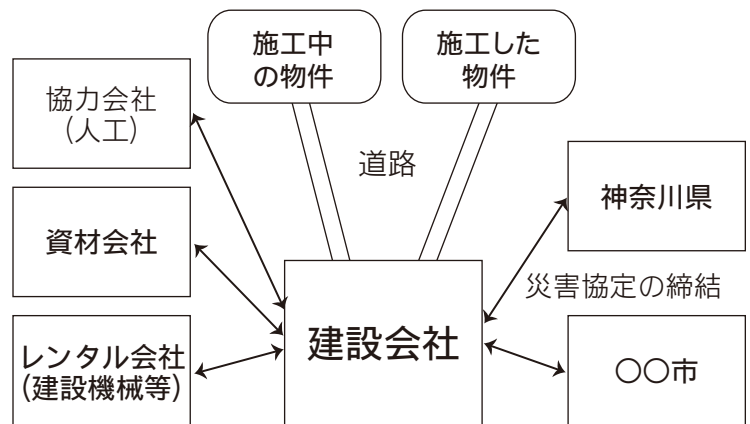 施工中
の物件
施工した
物件
協力会社
(人工)
道路
神奈川県
資材会社
災害協定の締結
建設会社
レンタル会社
(建設機械等)
〇〇市